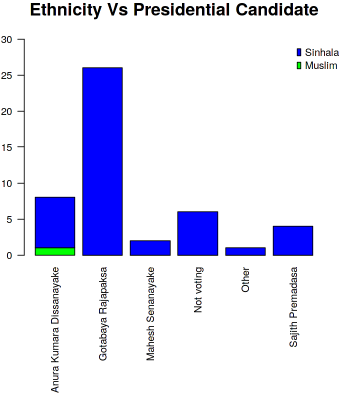 Ethnicity Vs Presidential Candidate
30
25
20
15
10
5
0
Sinhala
Muslim
Anura Kumara Dissanayake
Gotabaya Rajapaksa
Mahesh Senanayake
Not voting
Other
Sajith Premadasa